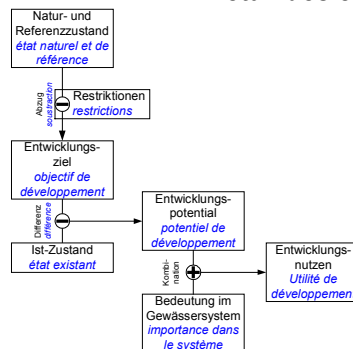 Natur- und
Referenzzustand
état naturel et de
référence
Abzug
soustraction
Restriktionen
restrictions
Entwicklungs-
ziel
objectif de
développement
Differenz
différence
Ist-Zustand
état existant
Entwicklungs-
potential
potentiel de
développement
Kombi-
nation
Bedeutung im
Gewässersystem
importance dans
le système
Entwicklungs-
nutzen
Utilité de
développemen